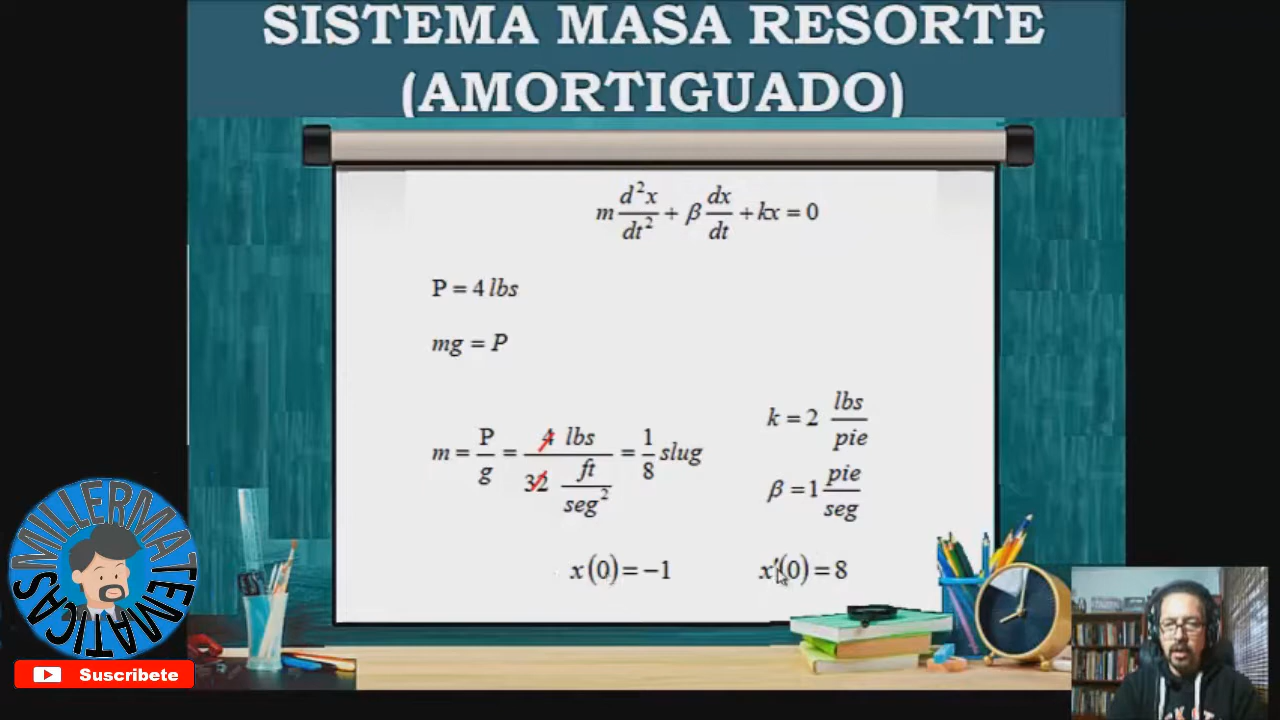 SISTEMA MASA RESORTE
(AMORTIGUADO)
m d²x/dt² + β dx/dt + kx = 0
P = 4 lbs
mg = P
m = P/g = 4 lbs / 32 ft/seg² = 1/8 slug
k = 2 lbs/pie
β = 1 pie/seg
x(0) = −1
x'(0) = 8
MILLERMATEMATICAS
Suscribete